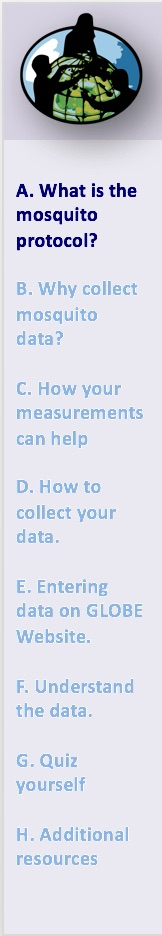 A. What is the
mosquito
protocol?
B. Why collect
mosquito
data?
C. How your
measurements
can help
D. How to
collect your
data.
E. Entering
data on GLOBE
Website.
F. Understand
the data.
G. Quiz
yourself
H. Additional
resources